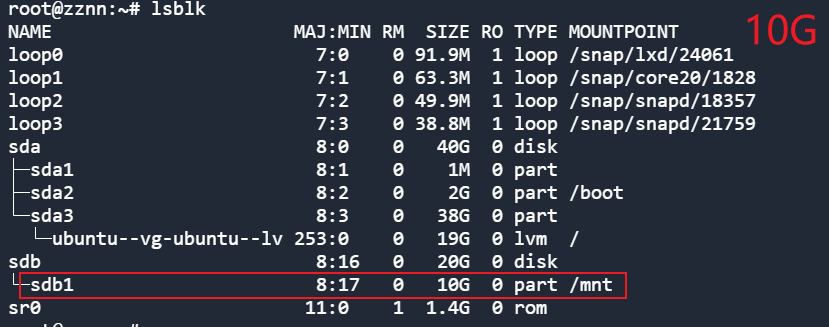 root@zznn:~# lsblk
NAME                      MAJ:MIN RM  SIZE RO TYPE MOUNTPOINT
10G
loop0                       7:0    0 91.9M  1 loop /snap/lxd/24061
loop1                       7:1    0 63.3M  1 loop /snap/core20/1828
loop2                       7:2    0 49.9M  1 loop /snap/snapd/18357
loop3                       7:3    0 38.8M  1 loop /snap/snapd/21759
sda                         8:0    0   40G  0 disk
├─sda1                      8:1    0    1M  0 part
├─sda2                      8:2    0    2G  0 part /boot
└─sda3                      8:3    0   38G  0 part
  └─ubuntu--vg-ubuntu--lv 253:0    0   19G  0 lvm  /
sdb                         8:16   0   20G  0 disk
└─sdb1                      8:17   0   10G  0 part /mnt
sr0                        11:0    1  1.4G  0 rom